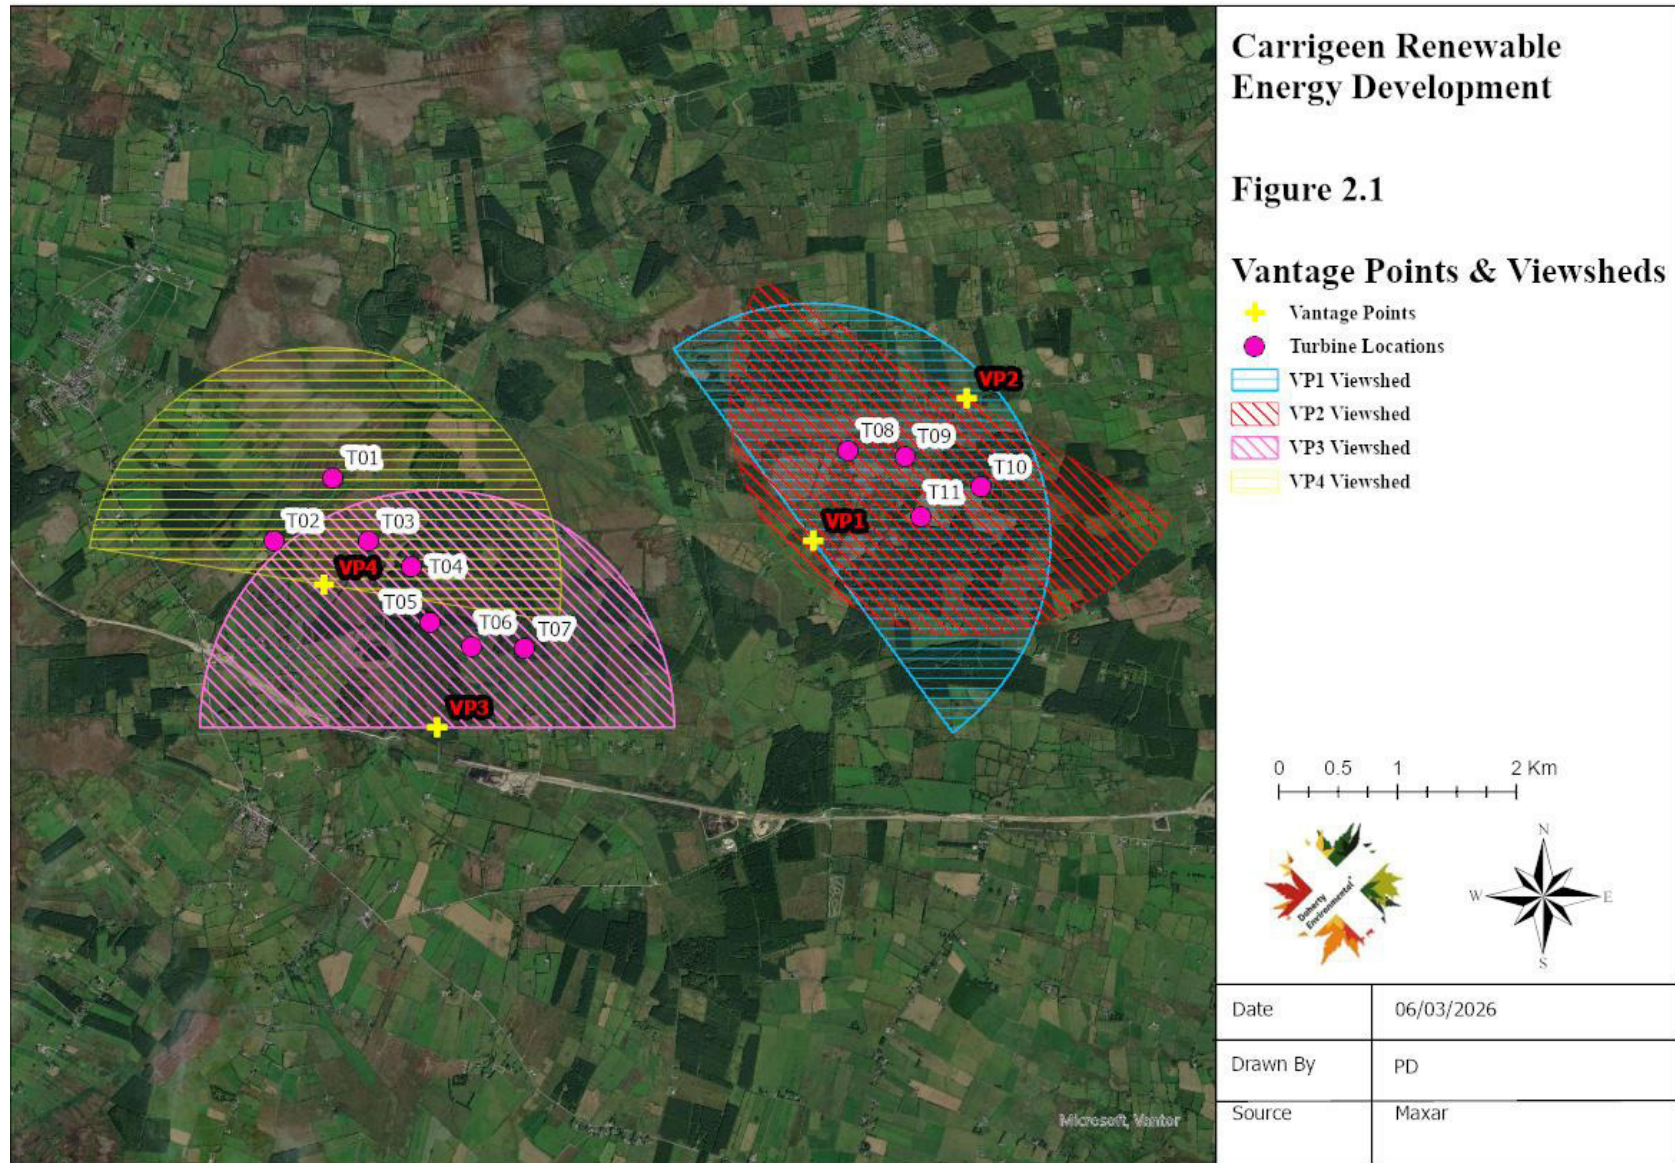 Carrigeen Renewable
Energy Development
Figure 2.1
Vantage Points & Viewsheds
Vantage Points
Turbine Locations
VP1 Viewshed
VP2 Viewshed
VP3 Viewshed
VP4 Viewshed
VP2
T08
T09
T10
T11
VP1
T01
T02
T03
VP4
T04
T05
T06
T07
VP3
0 0.5 1 2 Km
Doherty
Environmental
N
W
E
S
Date 06/03/2026
Drawn By PD
Source Maxar
Microsoft, Vantor